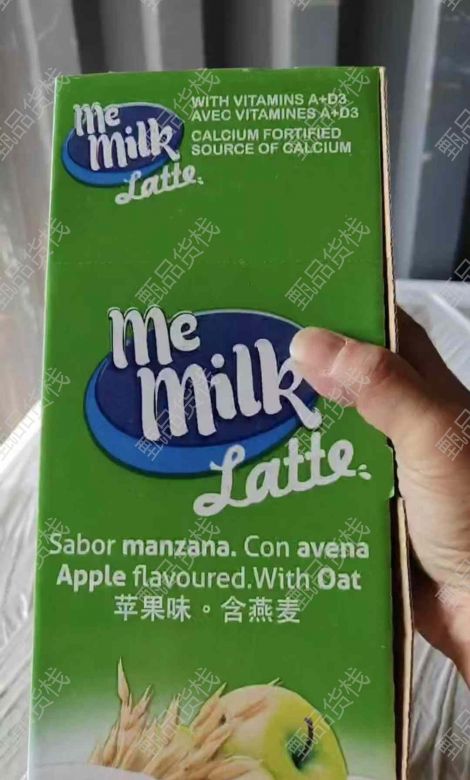 Me
Milk
Latte
WITH VITAMINS A+D3
AVEC VITAMINES A+D3
CALCIUM FORTIFIED
SOURCE OF CALCIUM
Me
Milk
Latte
Sabor manzana. Con avena
Apple flavoured.With Oat
苹果味。含燕麦
甄品货栈